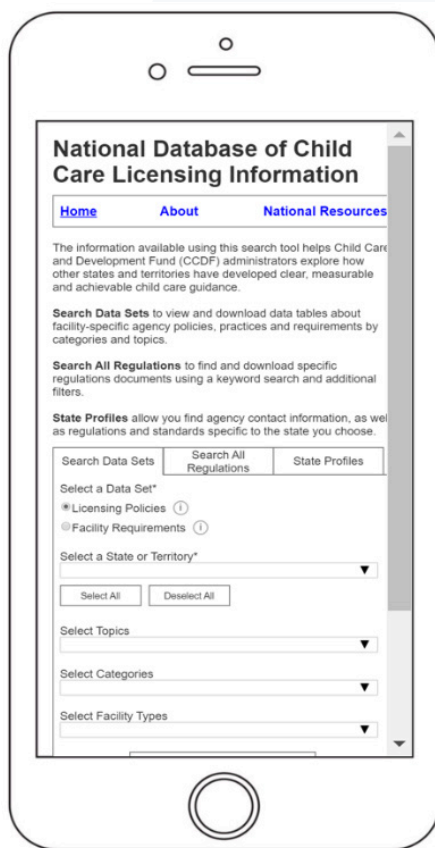 National Database of Child
Care Licensing Information
Home About National Resources
The information available using this search tool helps Child Care
and Development Fund (CCDF) administrators explore how
other states and territories have developed clear, measurable
and achievable child care guidance.
Search Data Sets to view and download data tables about
facility-specific agency policies, practices and requirements by
categories and topics.
Search All Regulations to find and download specific
regulations documents using a keyword search and additional
filters.
State Profiles allow you find agency contact information, as well
as regulations and standards specific to the state you choose.
Search Data Sets
Search All
Regulations
State Profiles
Select a Data Set*
Licensing Policies i
Facility Requirements i
Select a State or Territory*
Select All Deselect All
Select Topics
Select Categories
Select Facility Types